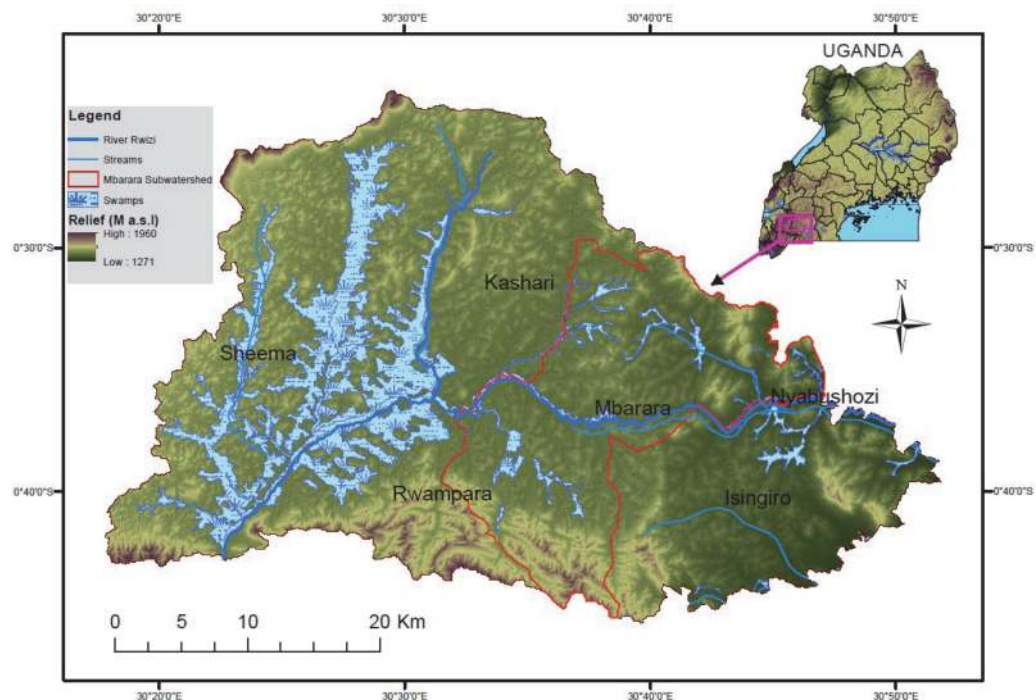 30°20'0"E 30°30'0"E 30°40'0"E 30°50'0"E
UGANDA
Legend
River Rwizi
Streams
Mbarara Subwatershed
Swamps
Relief (M a.s.l)
High : 1960
Low : 1271
0°30'0"S 0°30'0"S
Kashari
N
Sheema
Mbarara
Nyabushozi
0°40'0"S 0°40'0"S
Rwampara
Isingiro
0 5 10 20 Km
30°20'0"E 30°30'0"E 30°40'0"E 30°50'0"E